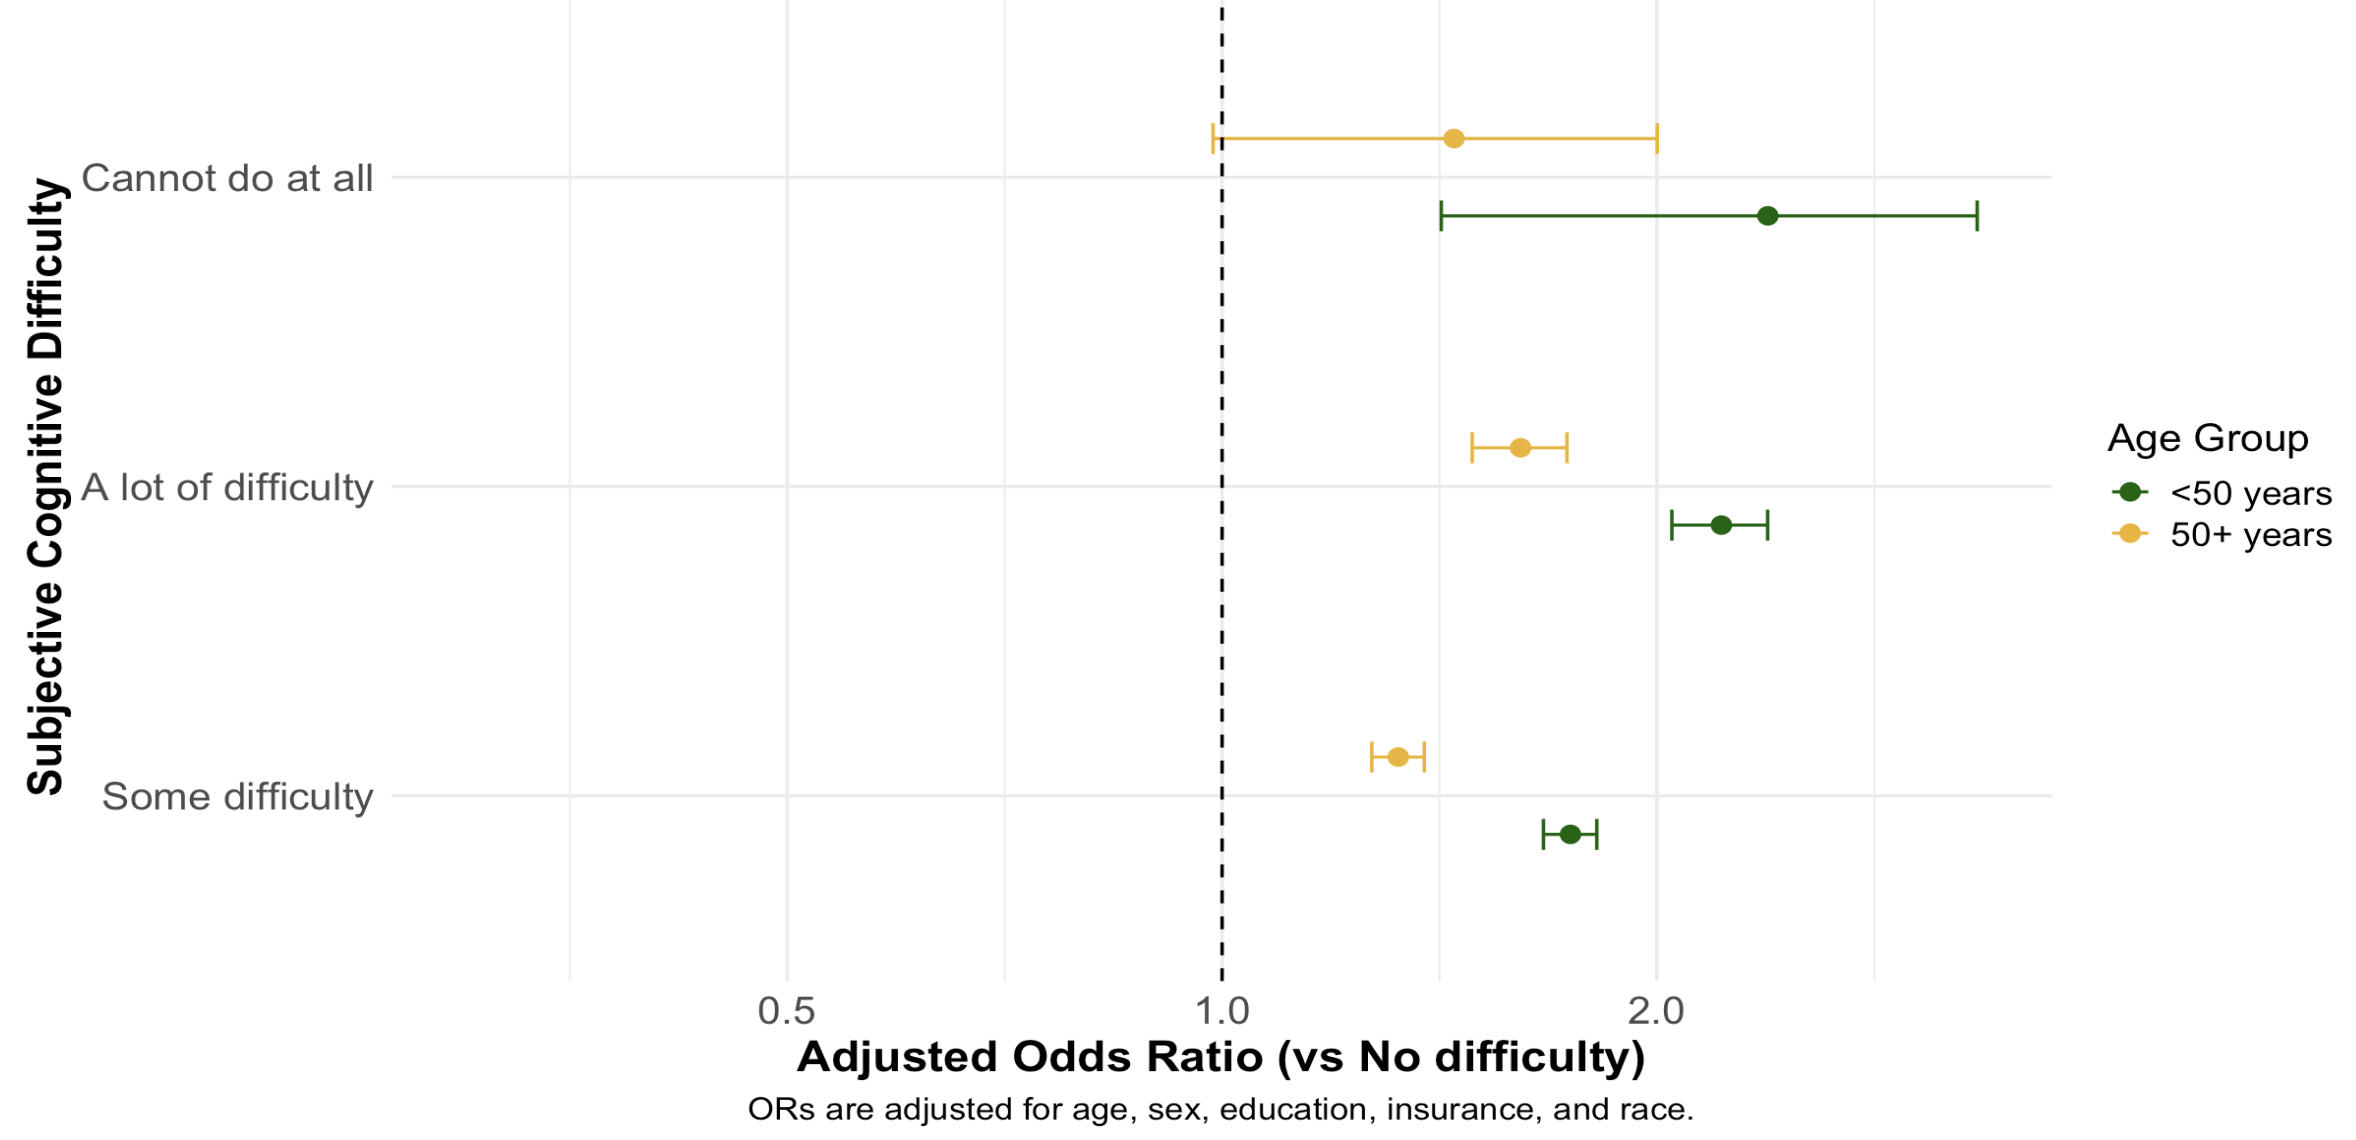 Subjective Cognitive Difficulty
Cannot do at all
A lot of difficulty
Some difficulty
0.5
1.0
2.0
Adjusted Odds Ratio (vs No difficulty)
ORs are adjusted for age, sex, education, insurance, and race.
Age Group
<50 years
50+ years